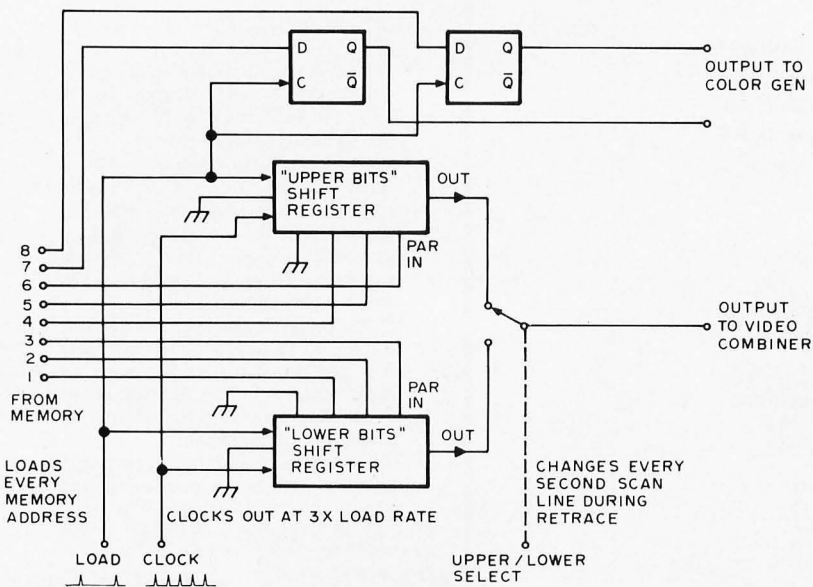 D Q
C Q̅
D Q
C Q̅
OUTPUT TO
COLOR GEN
"UPPER BITS"
SHIFT
REGISTER
OUT
PAR
IN
8
7
6
5
4
3
2
1
FROM
MEMORY
OUTPUT
TO VIDEO
COMBINER
PAR
IN
"LOWER BITS"
SHIFT
REGISTER
OUT
LOADS
EVERY
MEMORY
ADDRESS
CLOCKS OUT AT 3X LOAD RATE
CHANGES EVERY
SECOND SCAN
LINE DURING
RETRACE
LOAD CLOCK
UPPER / LOWER
SELECT